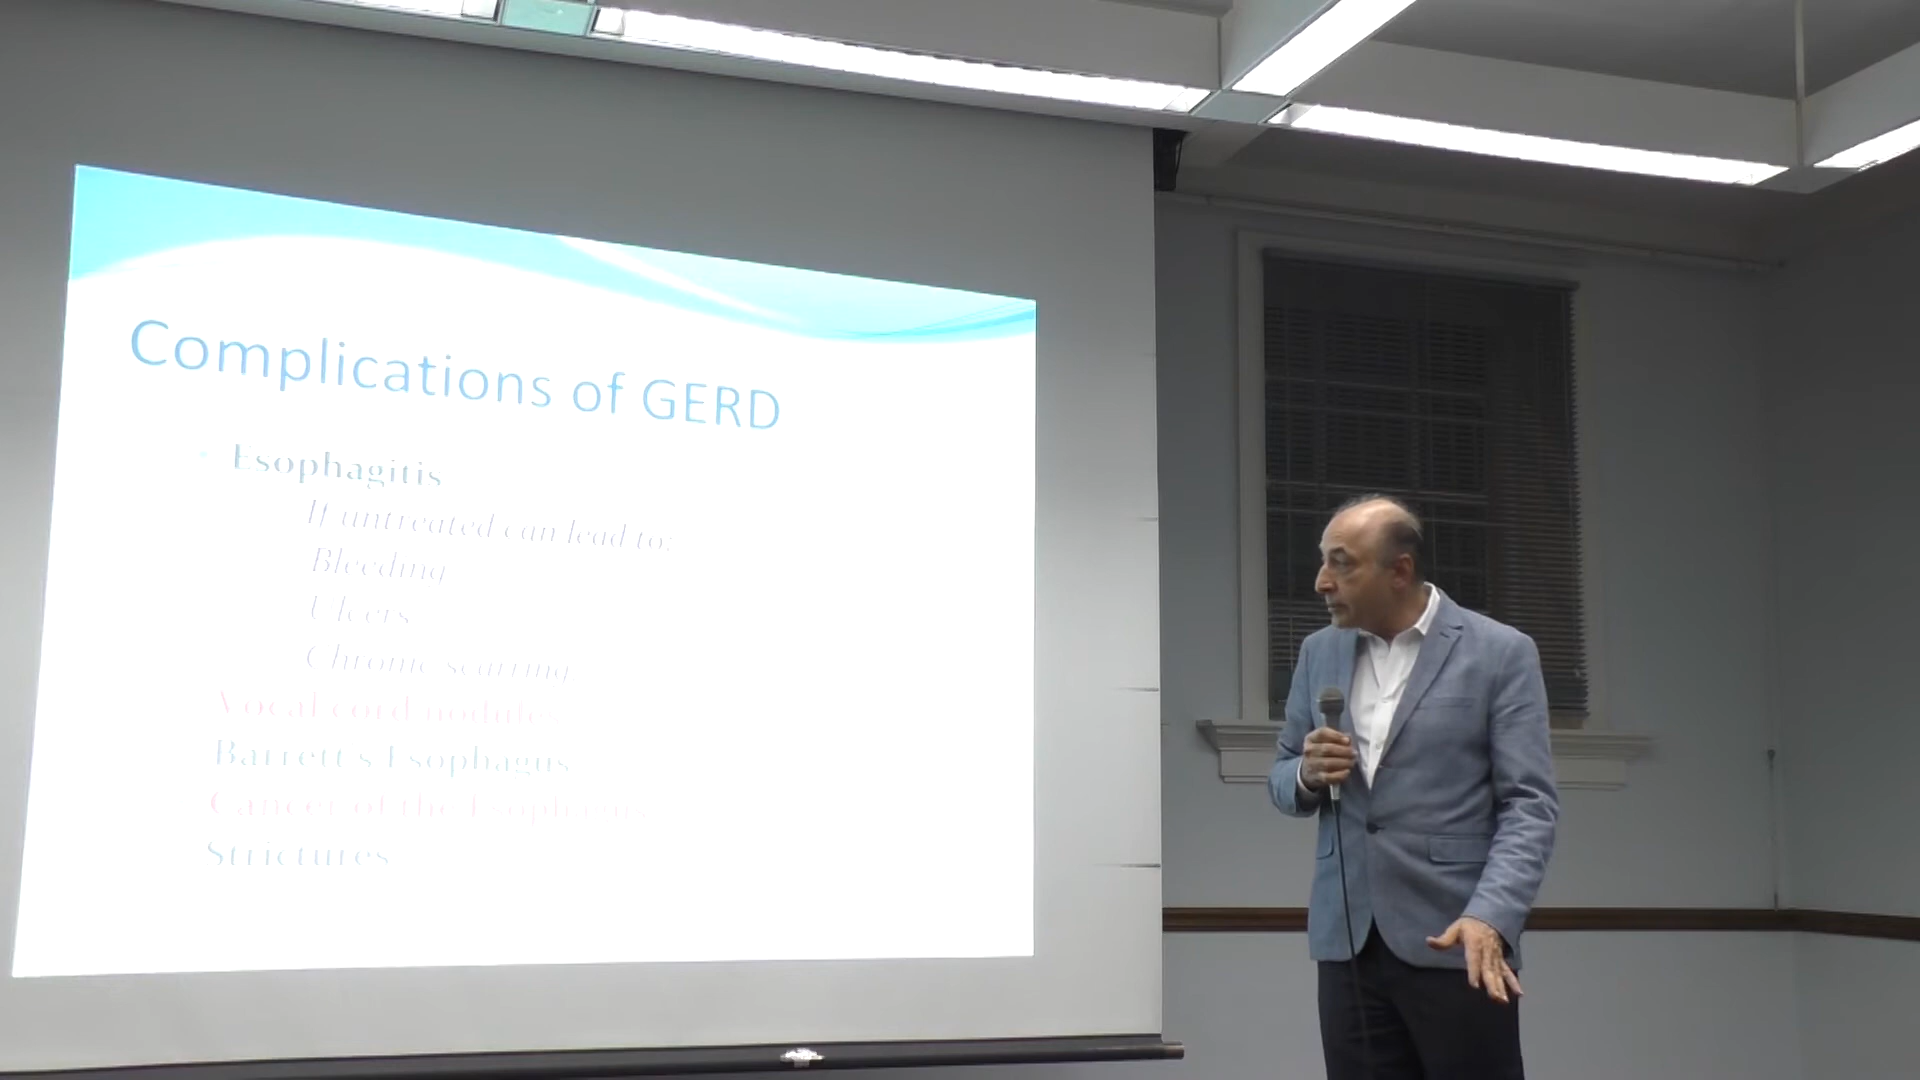 Complications of GERD
Esophagitis
If untreated can lead to:
Bleeding
Ulcers
Chronic scarring
Vocal cord nodules
Barrett's Esophagus
Cancer of the
Strictures